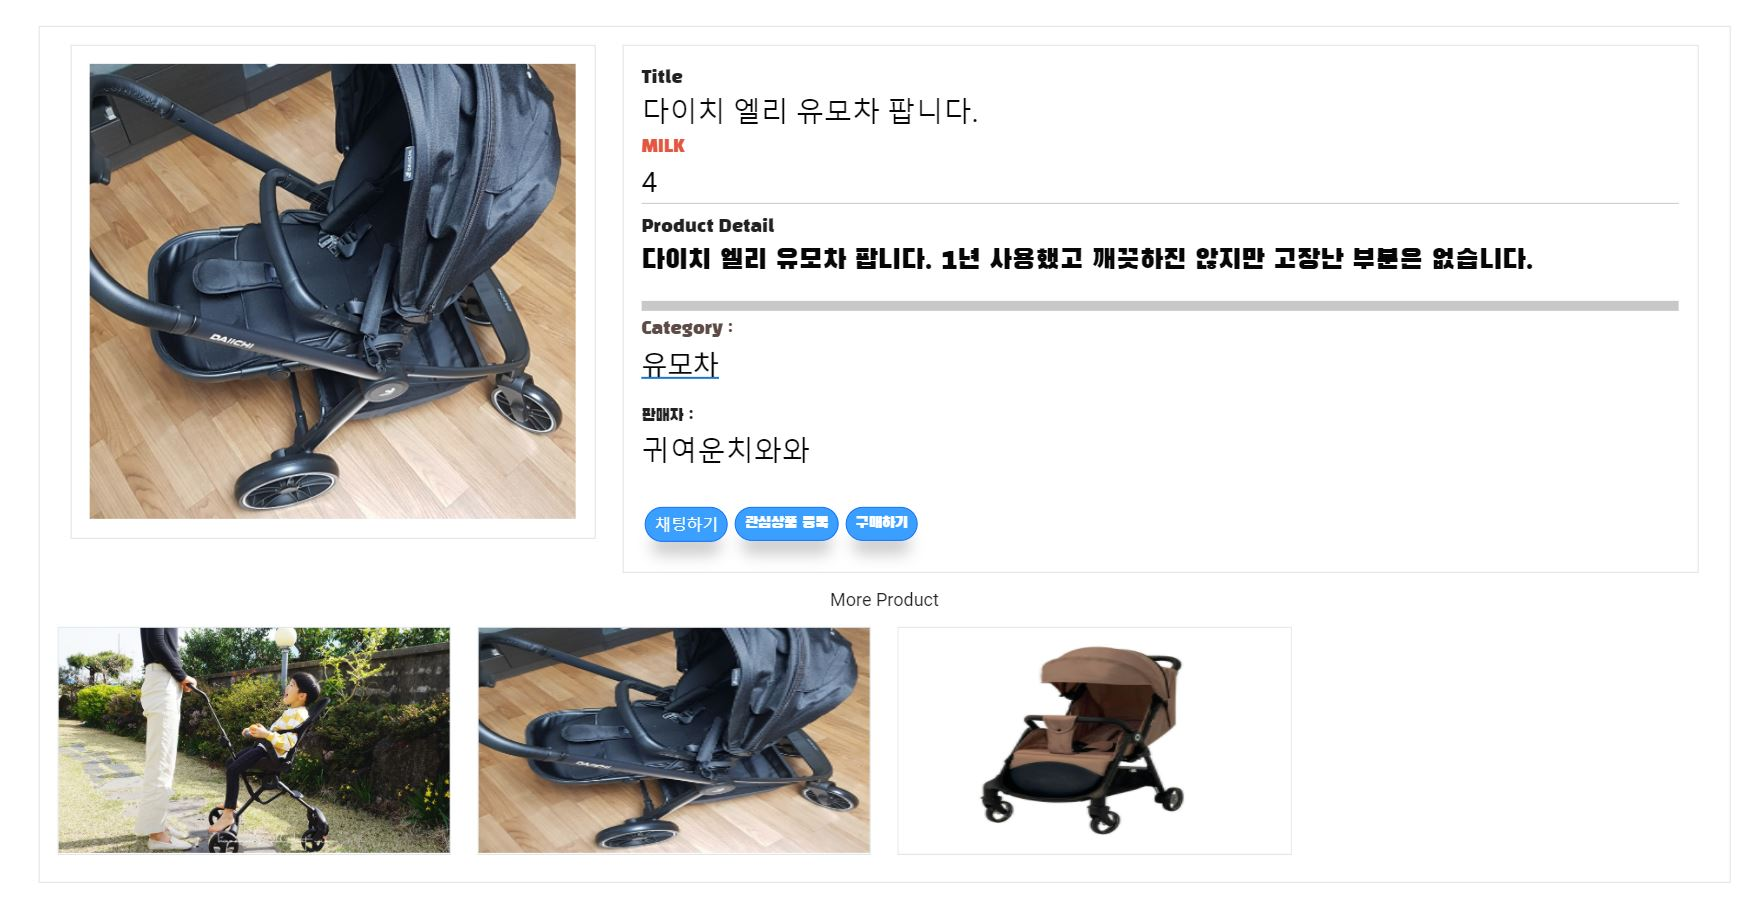 DAIICHI
DAIICHI
Title
다이치 엘리 유모차 팝니다.
MILK
4
Product Detail
다이치 엘리 유모차 팝니다. 1년 사용했고 깨끗하진 않지만 고장난 부분은 없습니다.
Category :
유모차
판매자 :
귀여운치와와
채팅하기
관심상품 등록
구매하기
More Product
DAIICHI